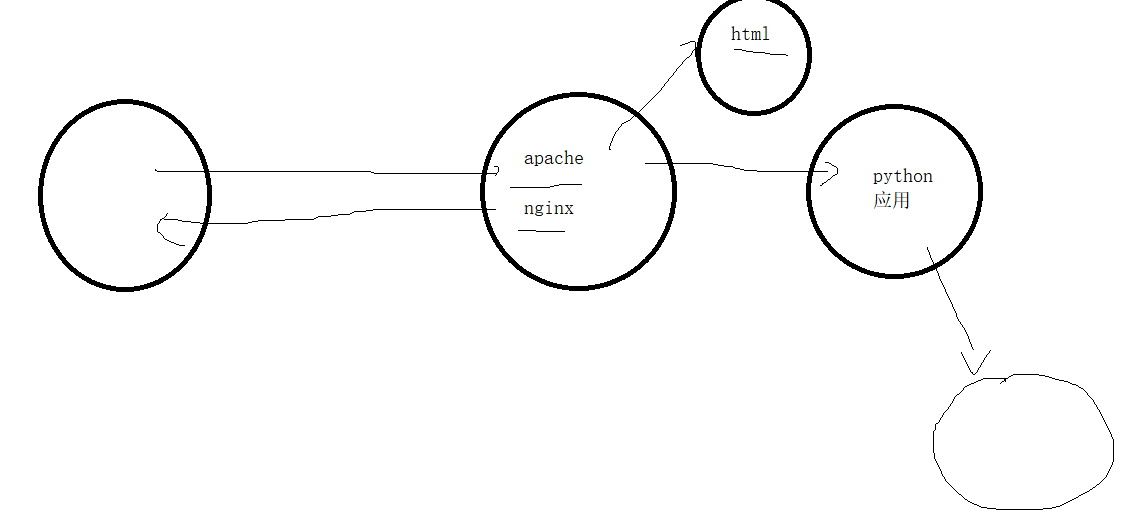 html
apache
nginx
python
应用